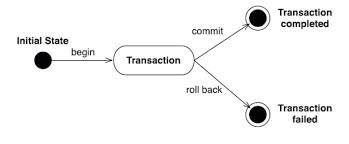 Initial State
begin
Transaction
commit
Transaction
completed
roll back
Transaction
failed